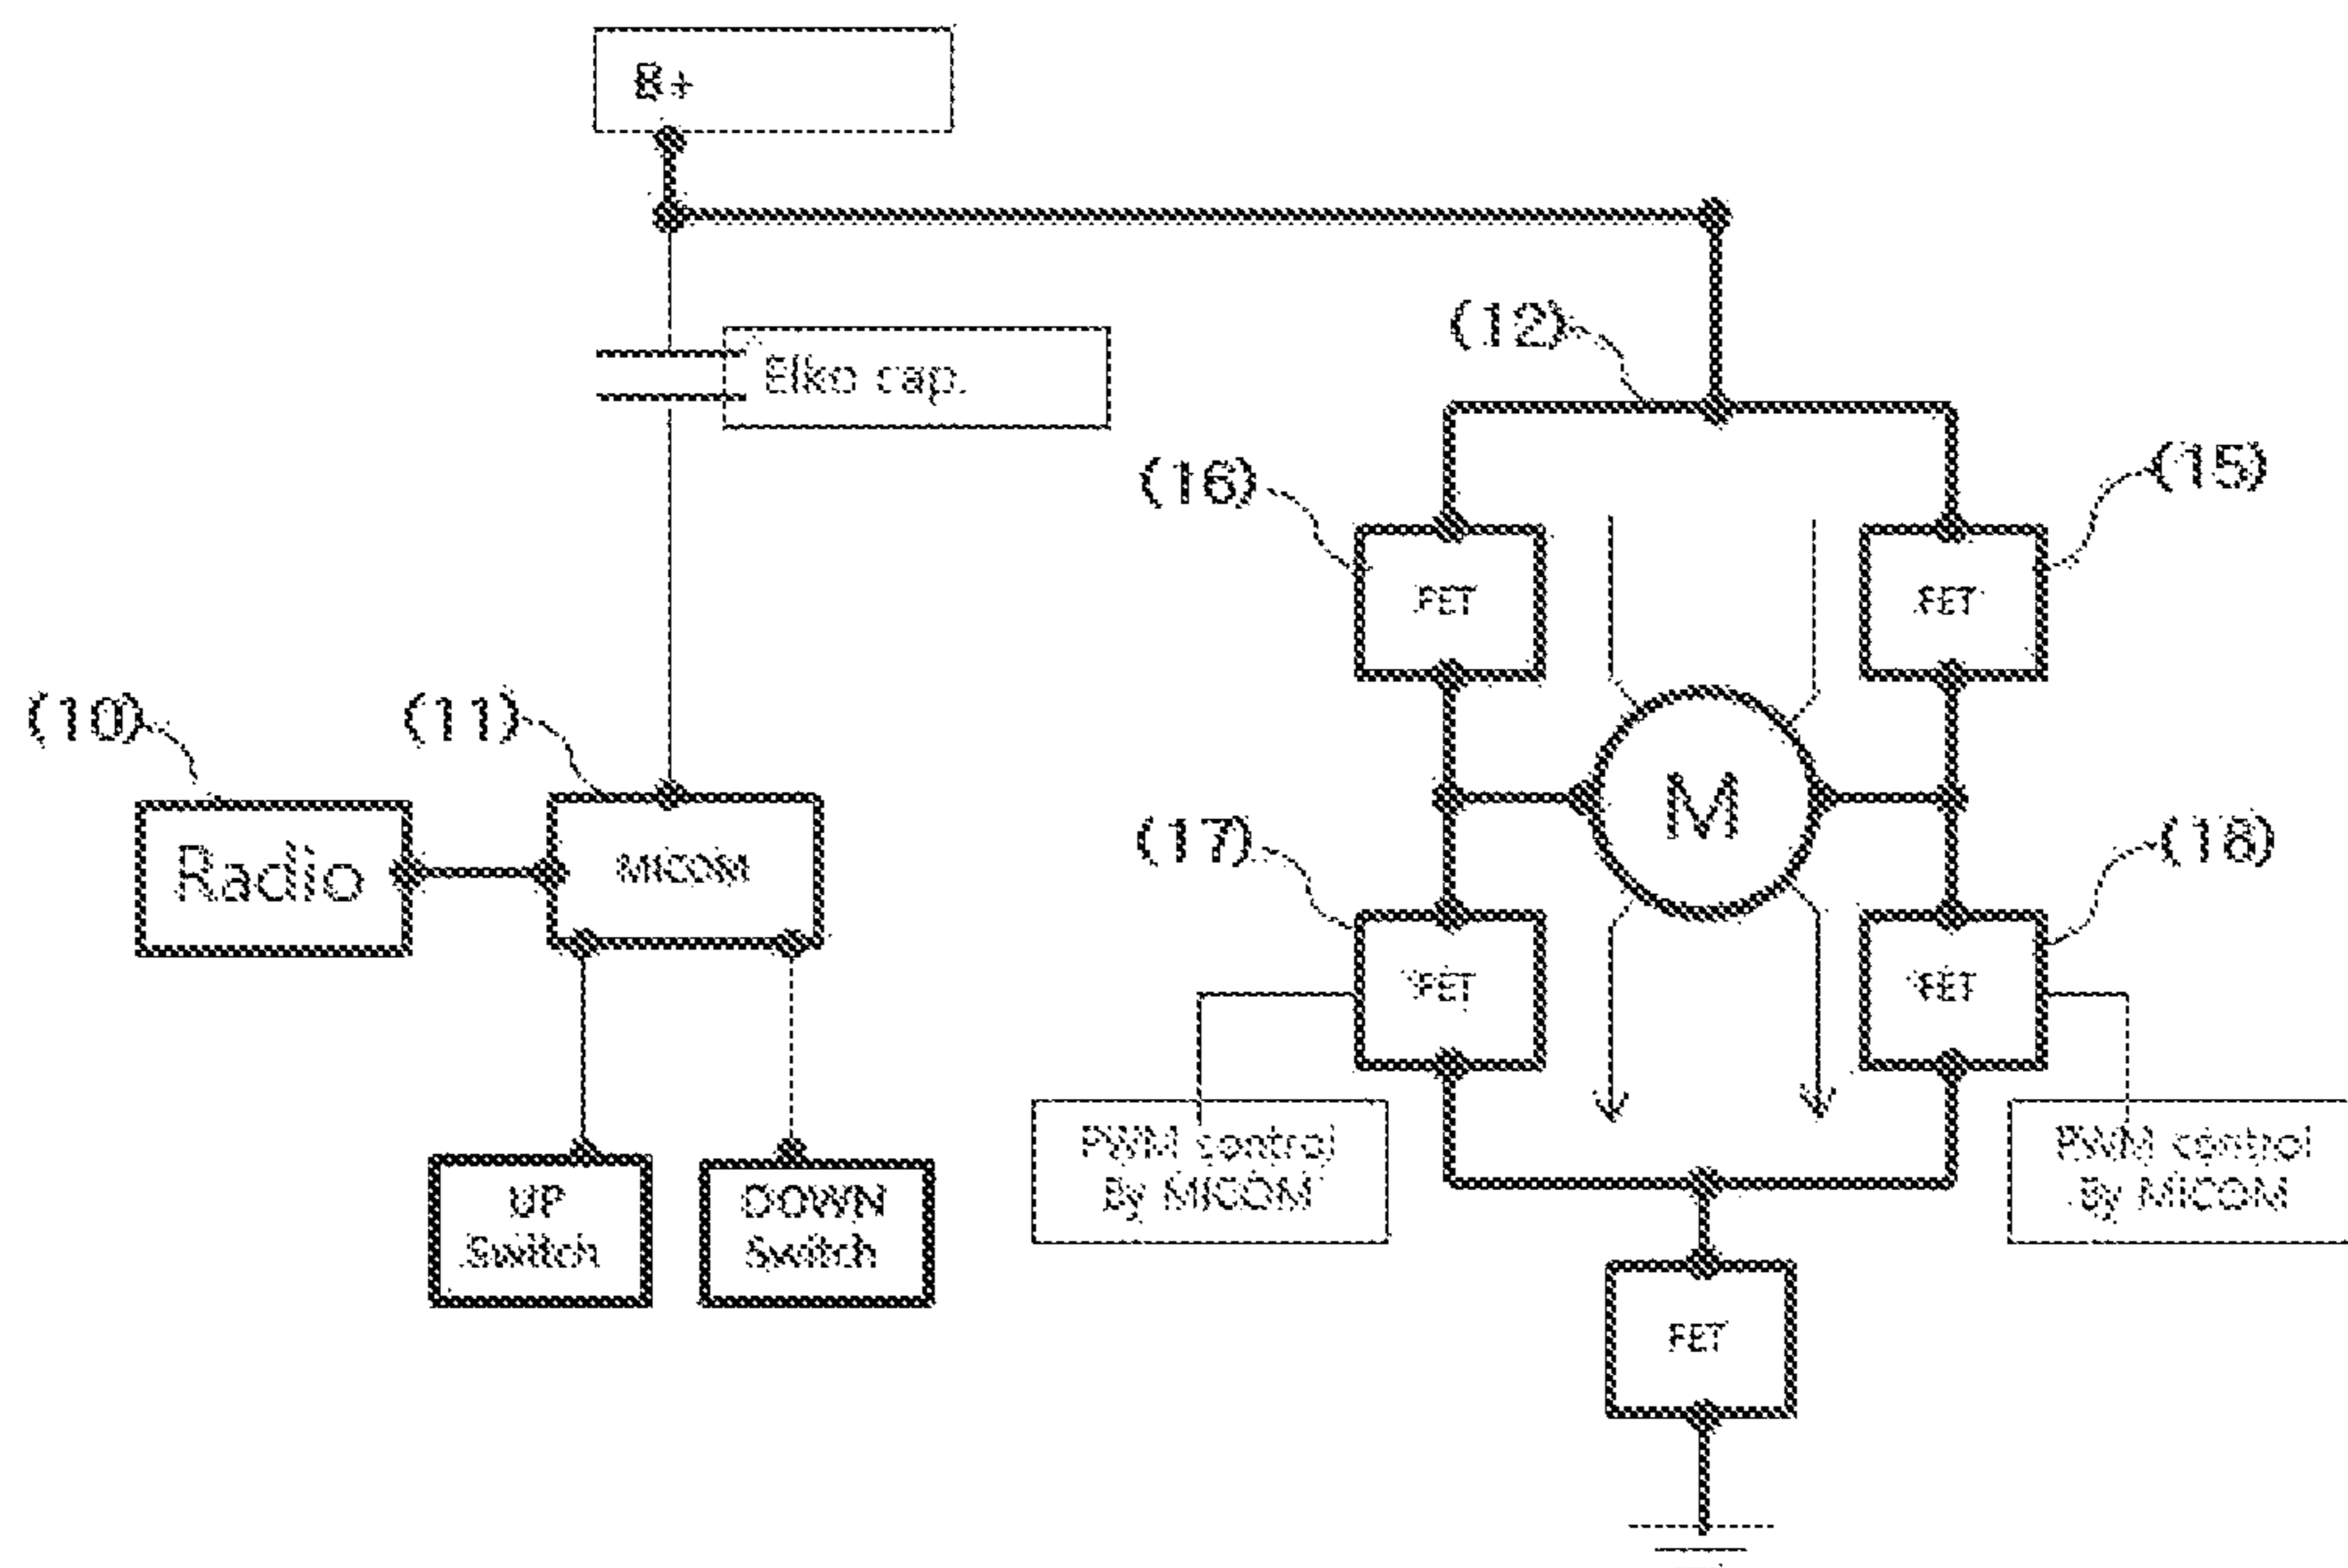 B+
Elko cap.
(12)
(16)
(15)
FET
FET
(10)
(11)
Radio
MICOM
M
(17)
(18)
FET
FET
UP
Switch
DOWN
Switch
PWM control
By MICOM
PWM control
By MICOM
FET